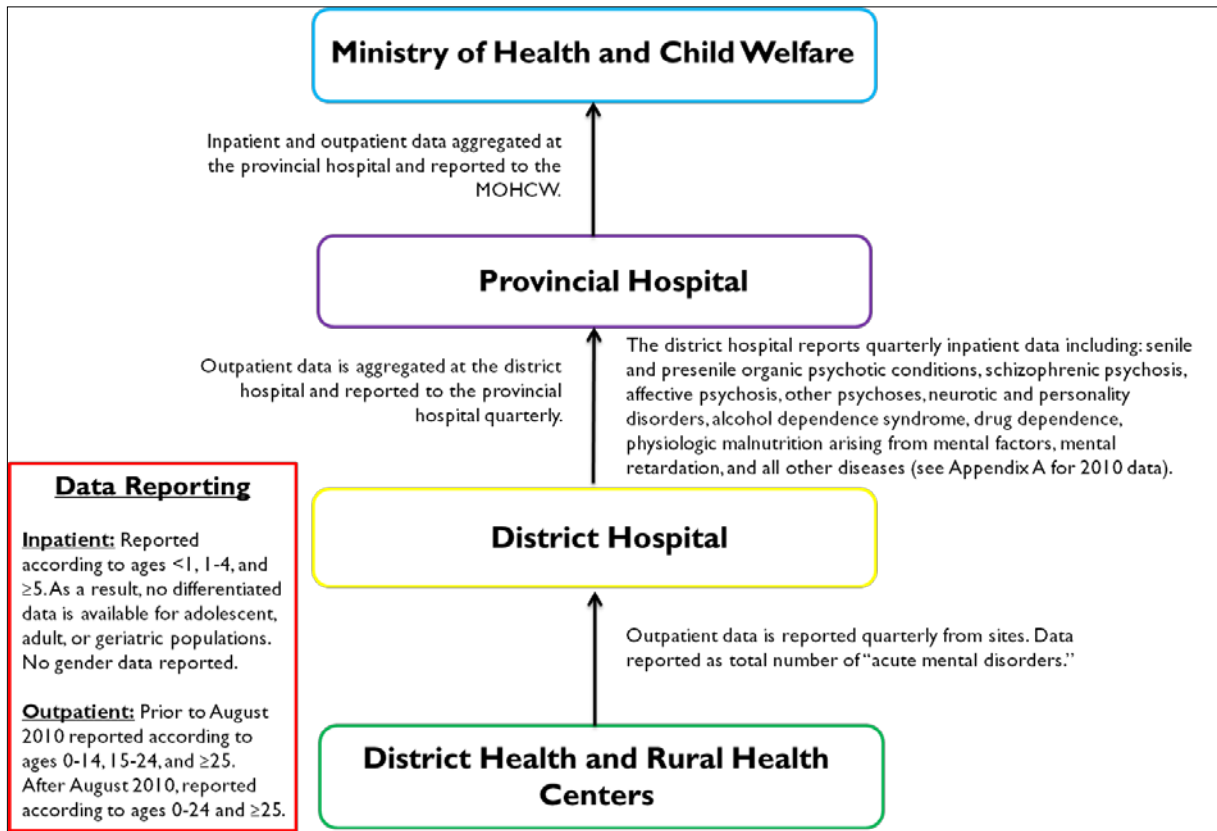 Ministry of Health and Child Welfare
Inpatient and outpatient data aggregated at
the provincial hospital and reported to the
MOHCW.
Provincial Hospital
Outpatient data is aggregated at the district
hospital and reported to the provincial
hospital quarterly.
The district hospital reports quarterly inpatient data including: senile
and presenile organic psychotic conditions, schizophrenic psychosis,
affective psychosis, other psychoses, neurotic and personality
disorders, alcohol dependence syndrome, drug dependence,
physiologic malnutrition arising from mental factors, mental
retardation, and all other diseases (see Appendix A for 2010 data).
Data Reporting
Inpatient: Reported
according to ages <1, 1-4, and
≥5. As a result, no differentiated
data is available for adolescent,
adult, or geriatric populations.
No gender data reported.
Outpatient: Prior to August
2010 reported according to
ages 0-14, 15-24, and ≥25.
After August 2010, reported
according to ages 0-24 and ≥25.
District Hospital
Outpatient data is reported quarterly from sites. Data
reported as total number of “acute mental disorders.”
District Health and Rural Health
Centers